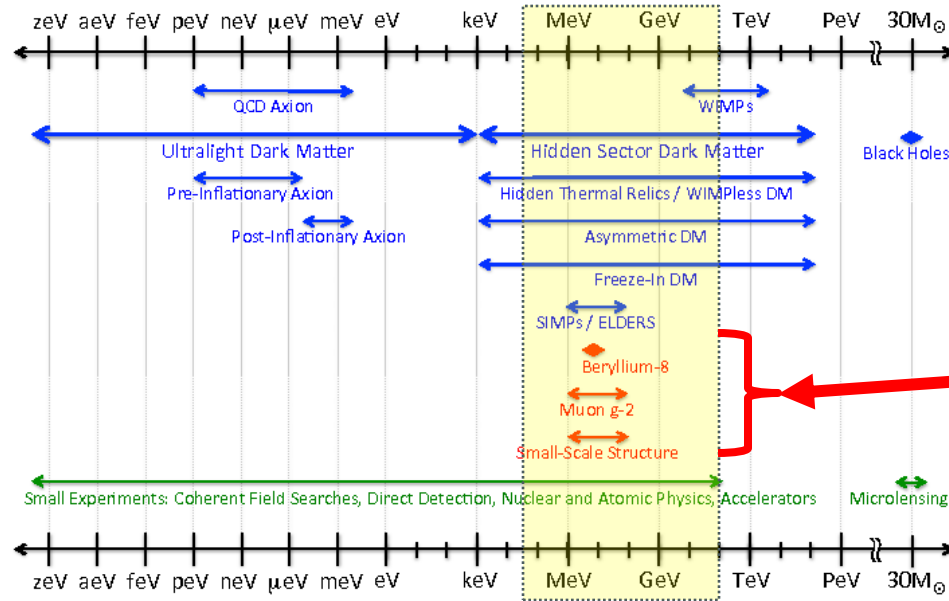 zeV aeV feV peV neV μeV meV eV keV MeV GeV TeV PeV 30M☉
QCD Axion WIMPs
Ultralight Dark Matter Hidden Sector Dark Matter Black Holes
Pre-Inflationary Axion Hidden Thermal Relics / WIMPless DM
Post-Inflationary Axion Asymmetric DM
Freeze-In DM
SIMPs / ELDERS
Beryllium-8
Muon g-2
Small-Scale Structure
Small Experiments: Coherent Field Searches, Direct Detection, Nuclear and Atomic Physics, Accelerators Microlensing
zeV aeV feV peV neV μeV meV eV keV MeV GeV TeV PeV 30M☉